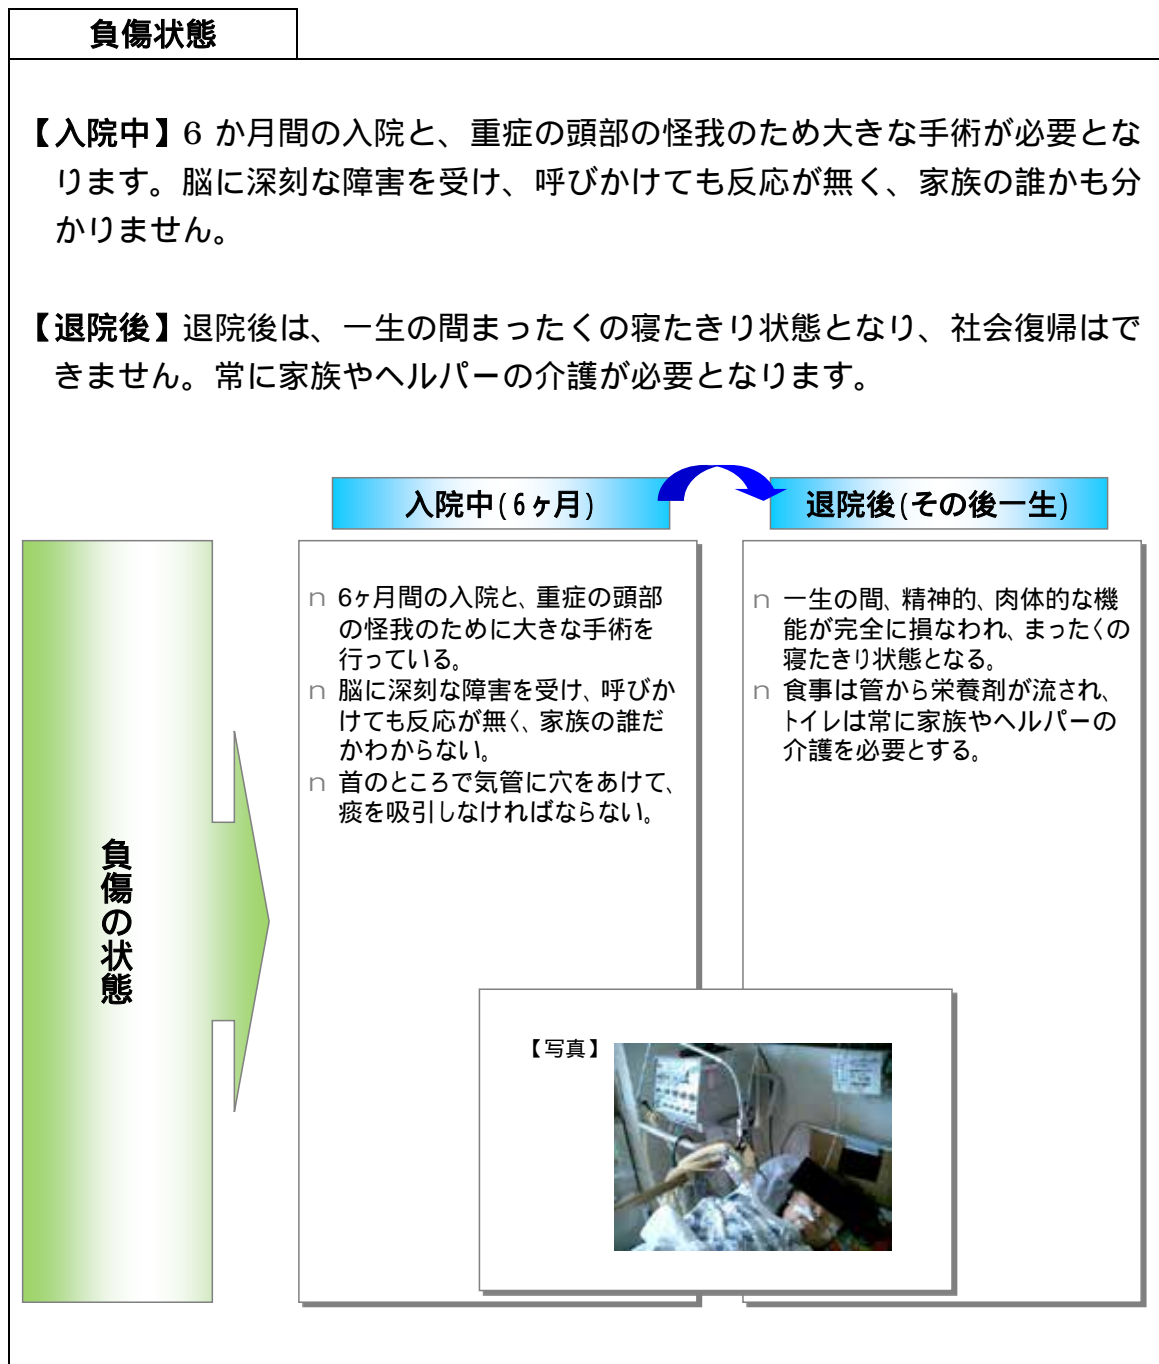 負傷状態
【入院中】6 か月間の入院と、重症の頭部の怪我のため大きな手術が必要とな
ります。脳に深刻な障害を受け、呼びかけても反応が無く、家族の誰かも分
かりません。
【退院後】退院後は、一生の間まったくの寝たきり状態となり、社会復帰はで
きません。常に家族やヘルパーの介護が必要となります。
入院中(6ヶ月)
退院後(その後一生)
負傷の状態
n 6ヶ月間の入院と、重症の頭部
の怪我のために大きな手術を
行っている。
n 脳に深刻な障害を受け、呼びか
けても反応が無く、家族の誰だ
かわからない。
n 首のところで気管に穴をあけて、
痰を吸引しなければならない。
n 一生の間、精神的、肉体的な機
能が完全に損なわれ、まったくの
寝たきり状態となる。
n 食事は管から栄養剤が流され、
トイレは常に家族やヘルパーの
介護を必要とする。
【写真】